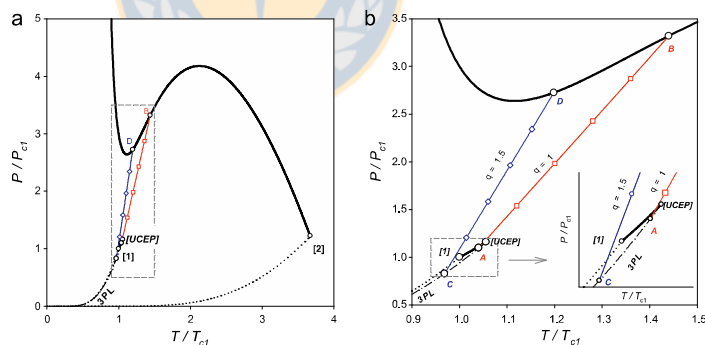 a
5
4
3
2
1
0
P / Pc1
0
1
2
3
4
T / Tc1
B
D
[UCEP]
[1]
[2]
3PL
b
3.5
3.0
2.5
2.0
1.5
1.0
0.5
P / Pc1
0.9
1.0
1.1
1.2
1.3
1.4
1.5
T / Tc1
B
D
q = 1.5
q = 1
[UCEP]
[1]
A
C
3PL
P / Pc1
T / Tc1
q = 1.5
q = 1
[UCEP]
[1]
A
3PL
C